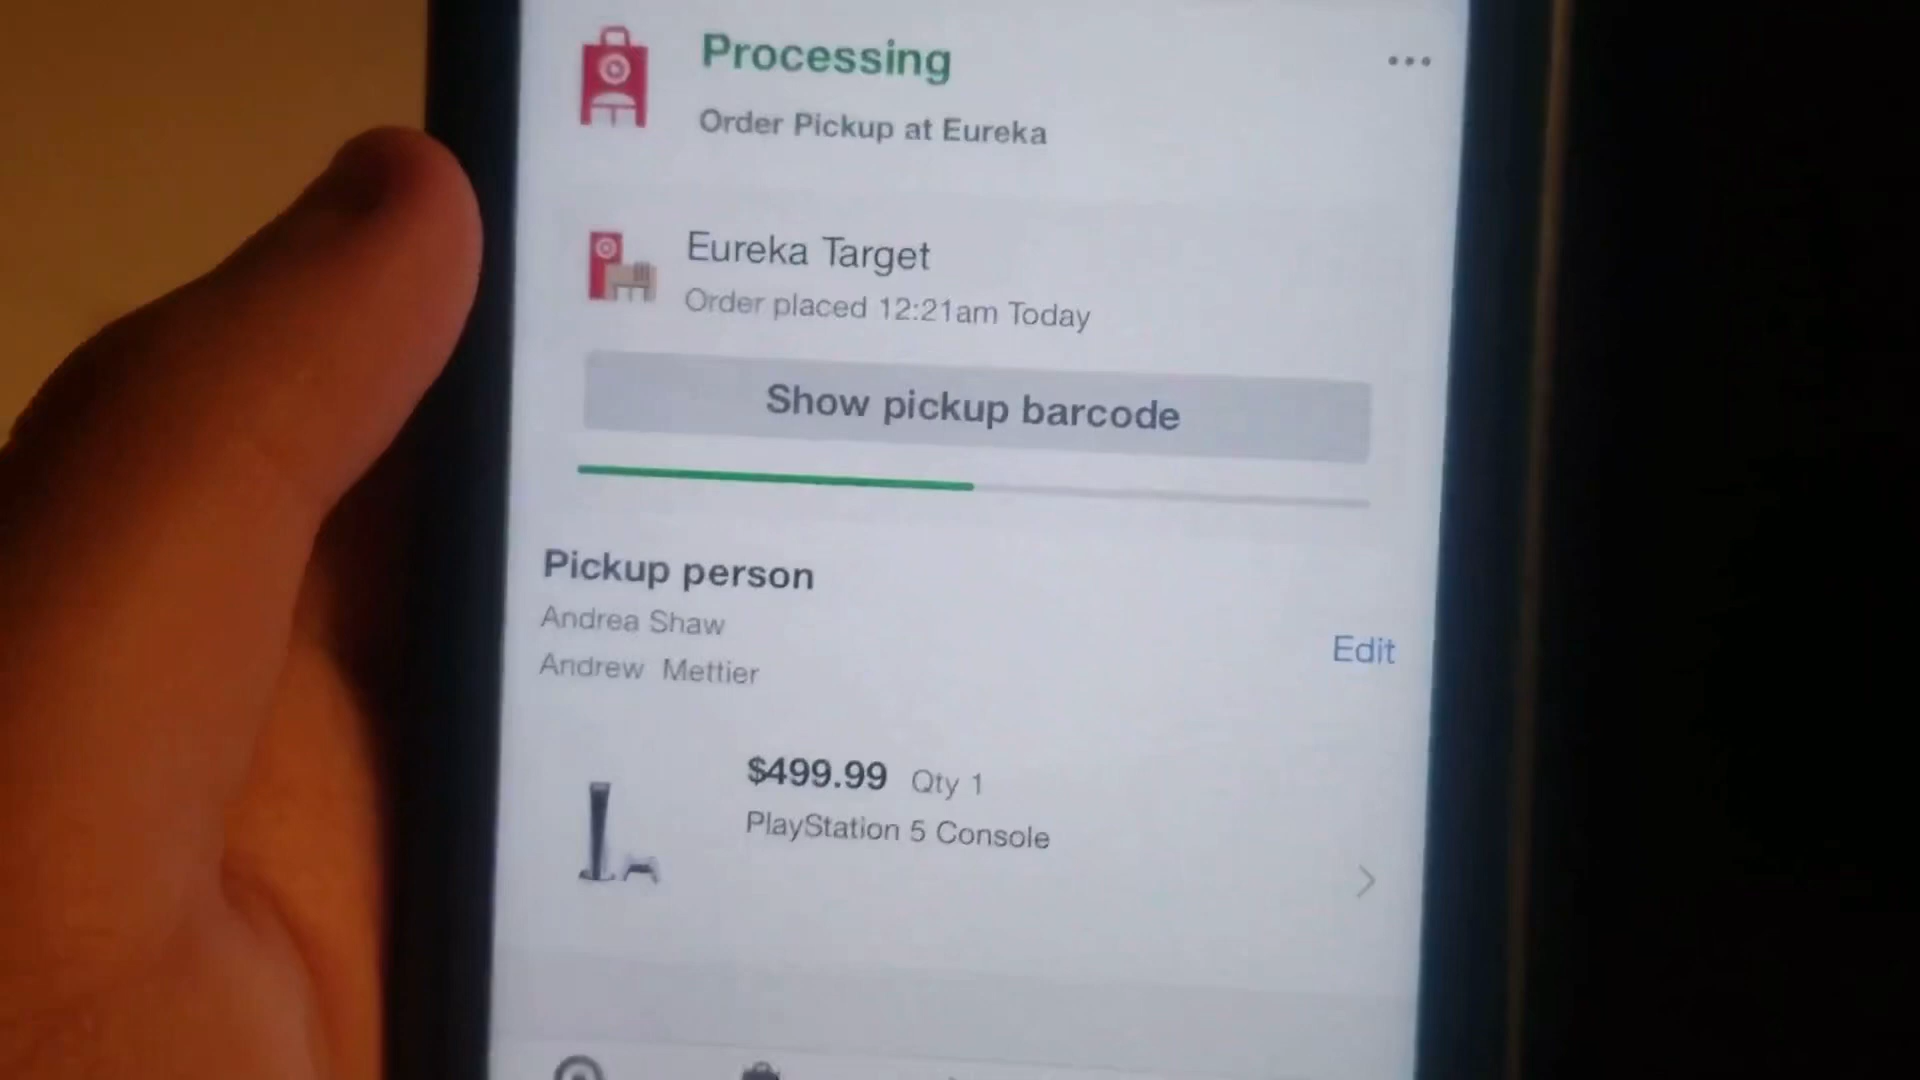 Processing
Order Pickup at Eureka
Eureka Target
Order placed 12:21am Today
Show pickup barcode
Pickup person
Andrea Shaw
Andrew Mettier
Edit
$499.99 Qty 1
PlayStation 5 Console